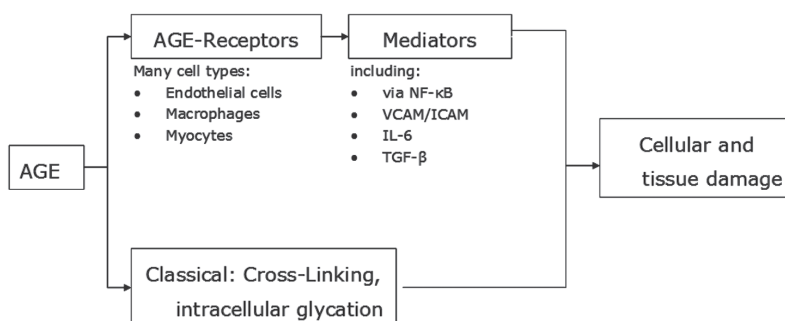 AGE-Receptors
Many cell types:
• Endothelial cells
• Macrophages
• Myocytes
Mediators
including:
• via NF-κB
• VCAM/ICAM
• IL-6
• TGF-β
AGE
Cellular and
tissue damage
Classical: Cross-Linking,
intracellular glycation